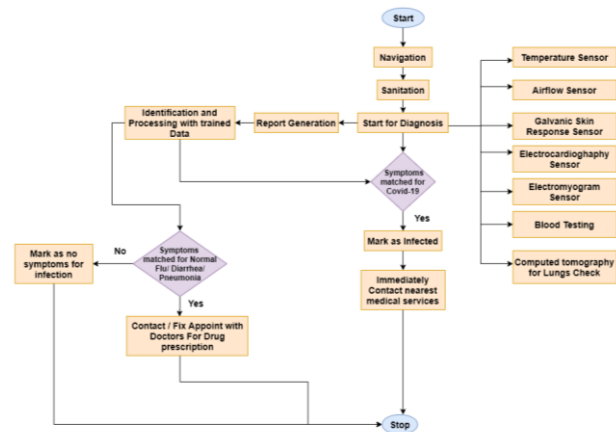 Start
Navigation
Sanitation
Start for Diagnosis
Report Generation
Identification and
Processing with trained
Data
Temperature Sensor
Airflow Sensor
Galvanic Skin
Response Sensor
Electrocardioghaphy
Sensor
Electromyogram
Sensor
Blood Testing
Computed tomography
for Lungs Check
Symptoms
matched for
Covid-19
Yes
Mark as Infected
Immediately
Contact nearest
medical services
Symptoms
matched for Normal
Flu/ Diarrhea/
Pneumonia
No
Mark as no
symptoms for
infection
Yes
Contact / Fix Appoint with
Doctors For Drug
prescription
Stop